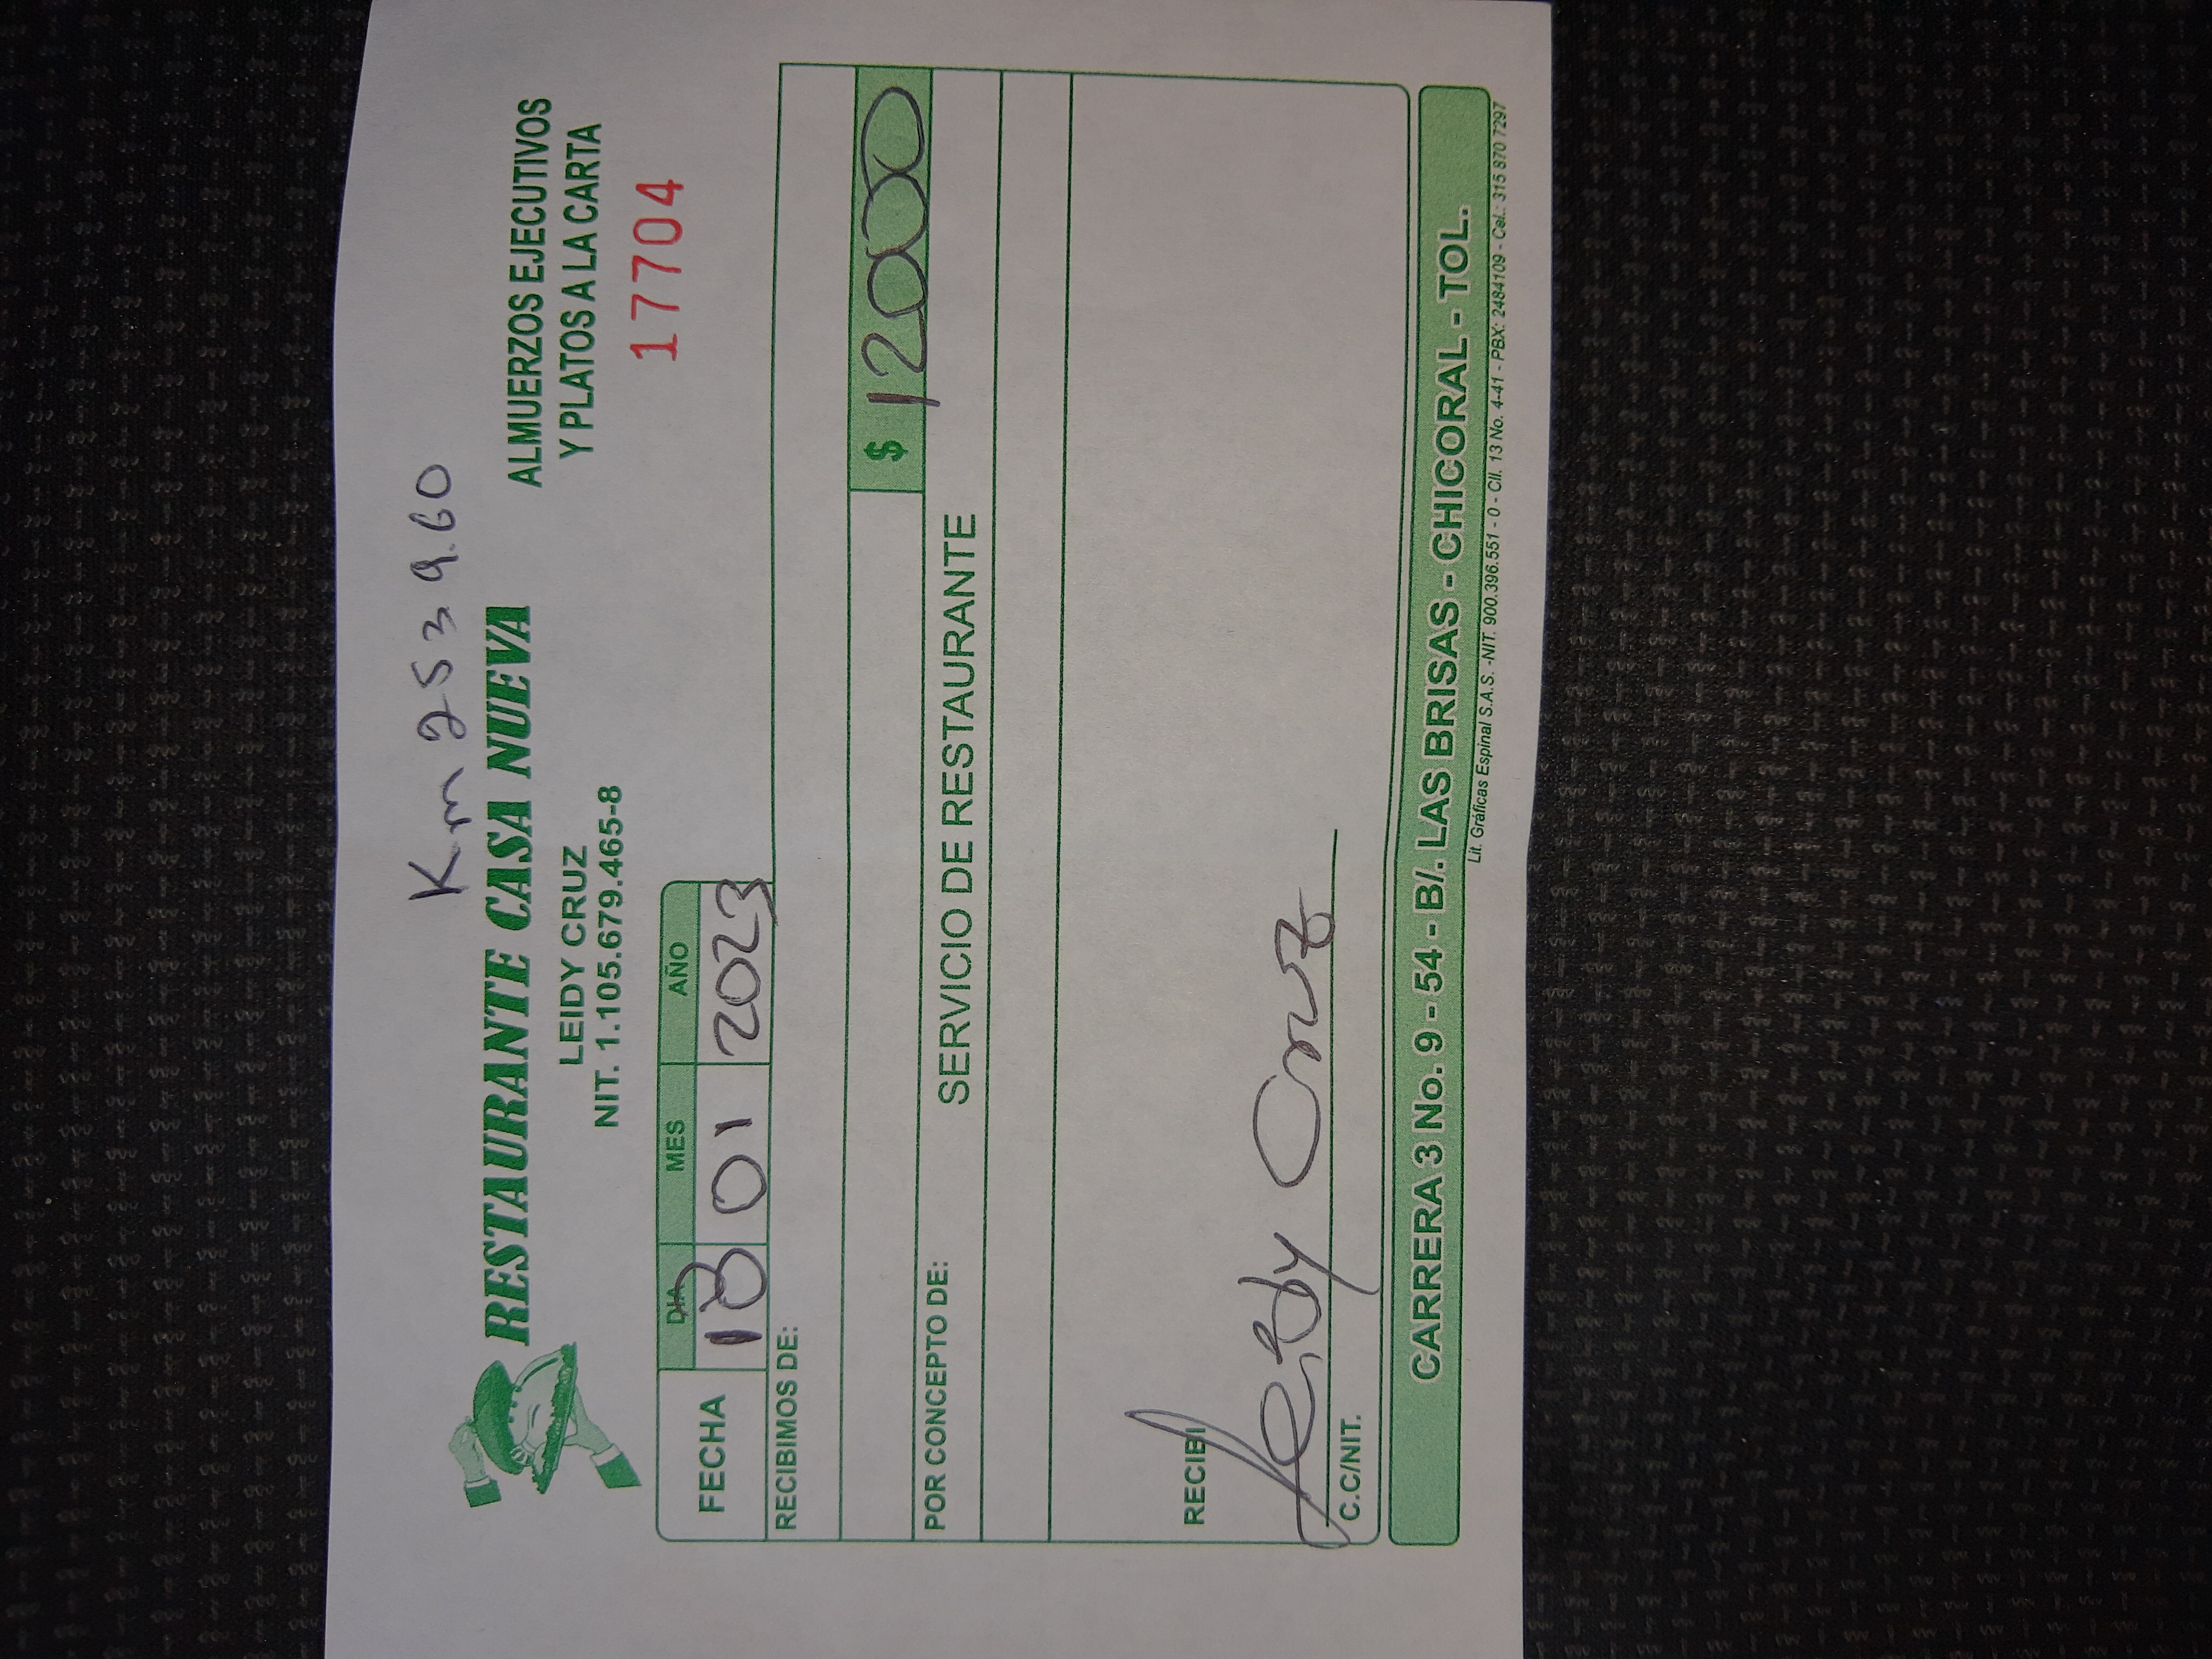 Km 253 9.60
RESTAURANTE CASA NUEVA
LEIDY CRUZ
NIT. 1.105.679.465-8
ALMUERZOS EJECUTIVOS
Y PLATOS A LA CARTA
17704
FECHA
DIA MES AÑO
18 01 2023
RECIBIMOS DE:
$ 12000
POR CONCEPTO DE: SERVICIO DE RESTAURANTE
RECIBI
Leidy Cruz
C.C/NIT.
CARRERA 3 No. 9 - 54 - B/. LAS BRISAS - CHICORAL - TOL.
Lit. Gráficas Espinal S.A.S. -NIT. 900.396.551 - 0 - Cll. 13 No. 4-41 - PBX: 2484109 - Cel.: 315 870 7297